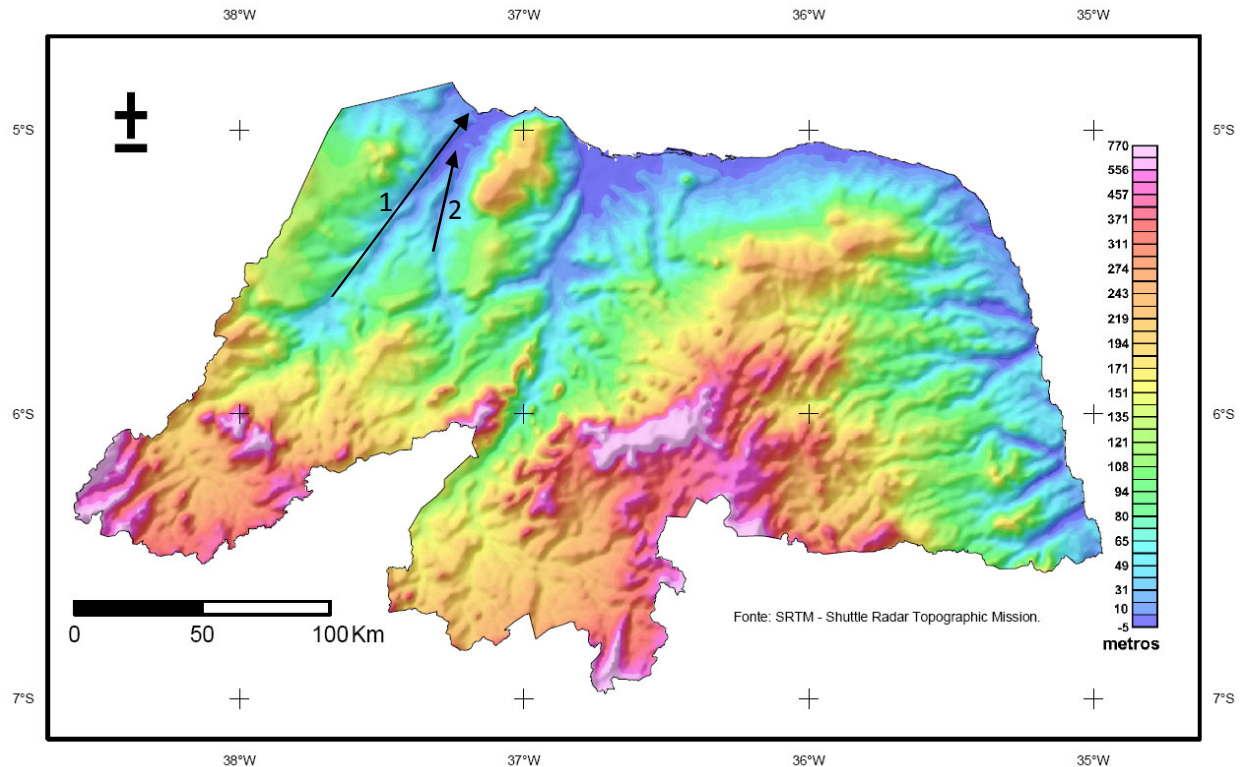 38°W 37°W 36°W 35°W
5°S 5°S
1
2
6°S 6°S
7°S 7°S
770
556
457
371
311
274
243
219
194
171
151
135
121
108
94
80
65
49
31
10
-5
metros
0 50 100Km
Fonte: SRTM - Shuttle Radar Topographic Mission.
38°W 37°W 36°W 35°W